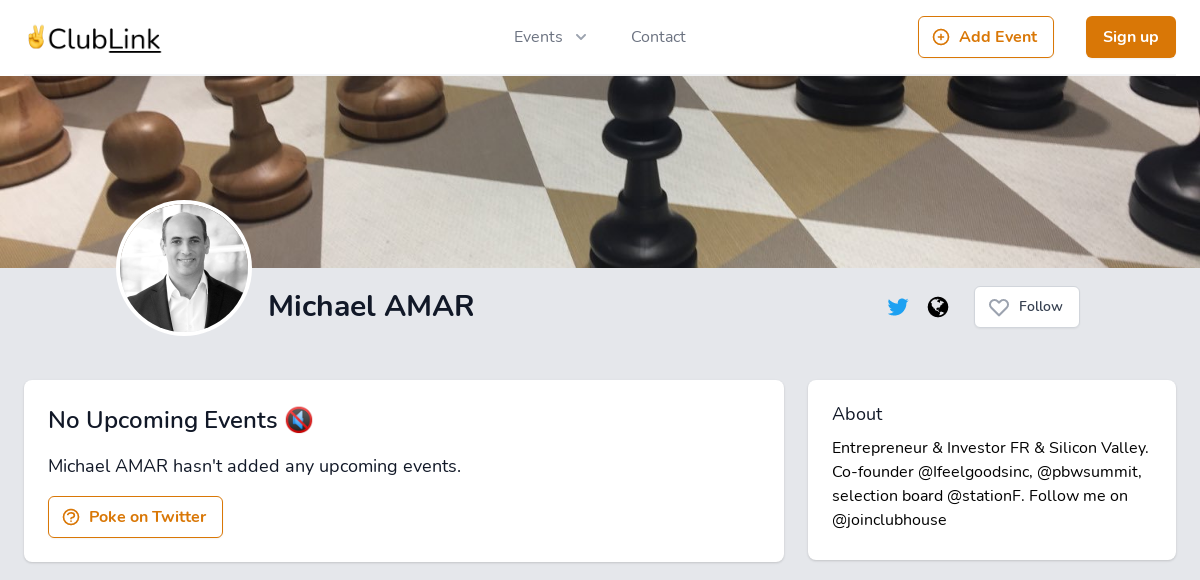 ✌️ClubLink
Events
Contact
Add Event
Sign up
Michael AMAR
Follow
No Upcoming Events 🔇
Michael AMAR hasn't added any upcoming events.
Poke on Twitter
About
Entrepreneur & Investor FR & Silicon Valley.
Co-founder @Ifeelgoodsinc, @pbwsummit,
selection board @stationF. Follow me on
@joinclubhouse